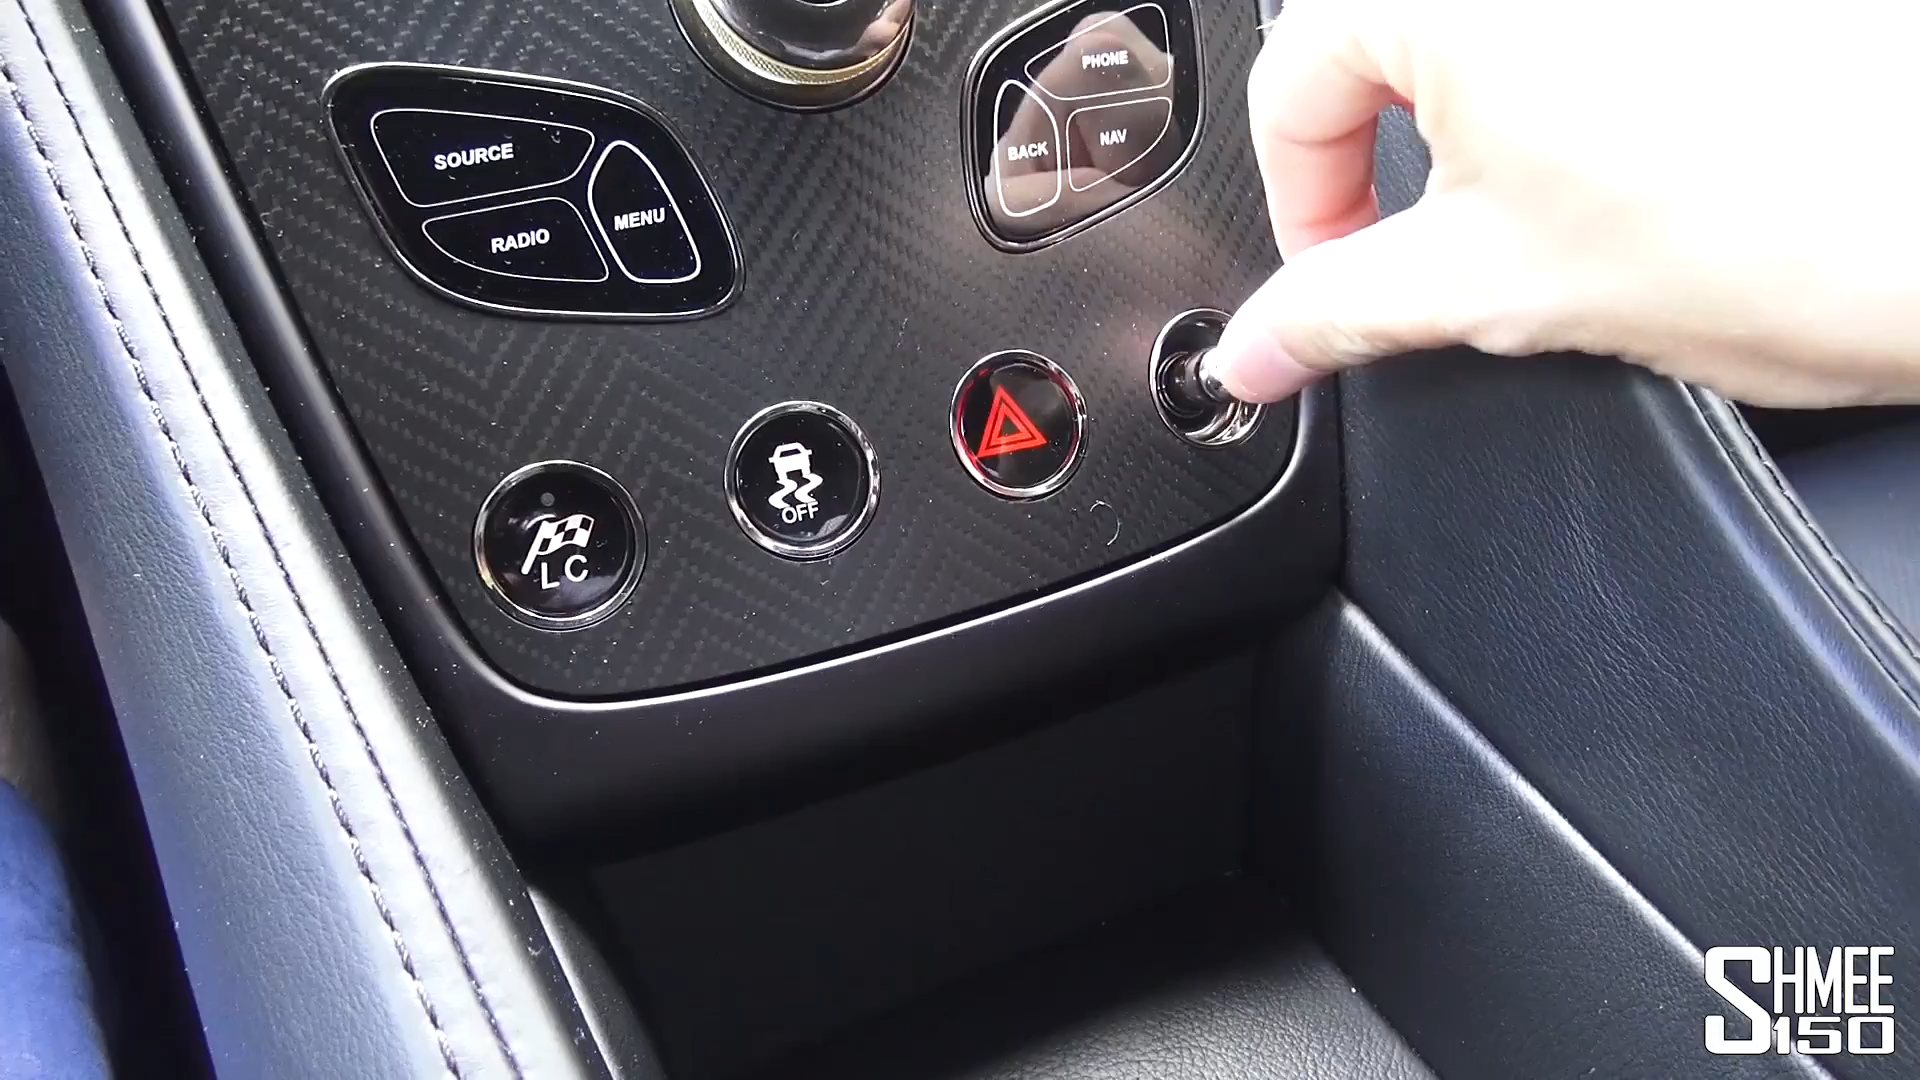 SOURCE
RADIO
MENU
PHONE
BACK
NAV
LC
OFF
SHMEE
150